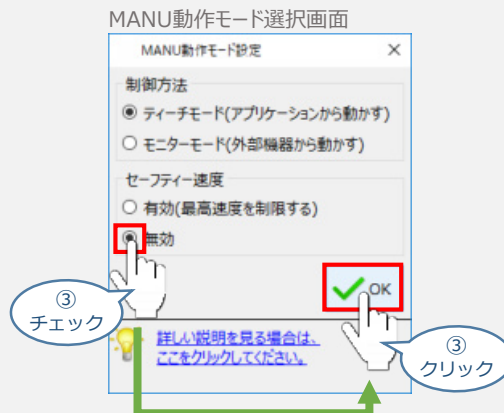 MANU動作モード選択画面
MANU動作モード設定
制御方法
ティーチモード(アプリケーションから動かす)
モニターモード(外部機器から動かす)
セーフティー速度
有効(最高速度を制限する)
無効
OK
③
チェック
詳しい説明を見る場合は、
ここをクリックしてください。
③
クリック